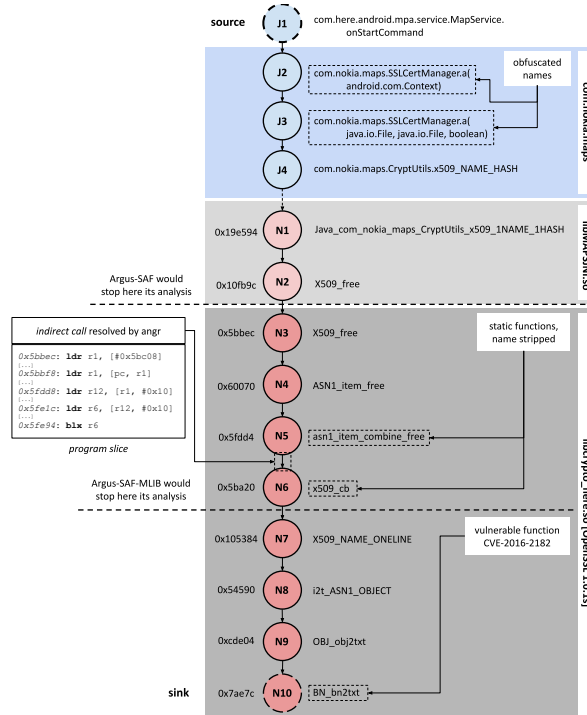 source
J1
com.here.android.mpa.service.MapService.
onStartCommand
J2
com.nokia.maps.SSLCertManager.a(
android.com.Context)
obfuscated
names
J3
com.nokia.maps.SSLCertManager.a(
java.io.File, java.io.File, boolean)
J4
com.nokia.maps.CryptUtils.x509_NAME_HASH
com.nokia.maps
0x19e594
N1
Java_com_nokia_maps_CryptUtils_x509_1NAME_1HASH
0x10fb9c
N2
X509_free
Argus-SAF would
stop here its analysis
0x5bbec
N3
X509_free
static functions,
name stripped
indirect call resolved by angr
0x5bbec: ldr r1, [#0x5bc08]
[...]
0x5bbf8: ldr r1, [pc, r1]
[...]
0x5fdd8: ldr r12, [r1, #0x10]
[...]
0x5fe1c: ldr r6, [r12, #0x10]
[...]
0x5fe94: blx r6
program slice
0x60070
N4
ASN1_item_free
0x5fdd4
N5
asn1_item_combine_free
0x5ba20
N6
x509_cb
Argus-SAF-MLIB would
stop here its analysis
0x105384
N7
X509_NAME_ONELINE
vulnerable function
CVE-2016-2182
0x54590
N8
i2t_ASN1_OBJECT
0xcde04
N9
OBJ_obj2txt
sink
0x7ae7c
N10
BN_bn2txt